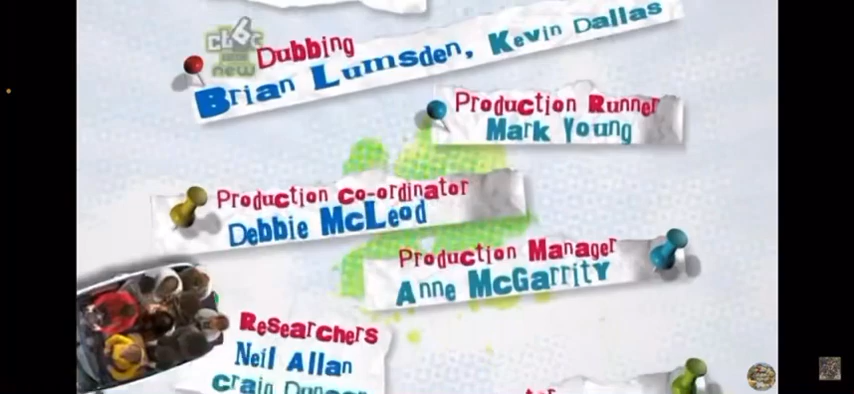 CBBC
new
Dubbing
Brian Lumsden, Kevin Dallas
Production Runner
Mark Young
Production Co-ordinator
Debbie McLeod
Production Manager
Anne McGarrity
Researchers
Neil Allan